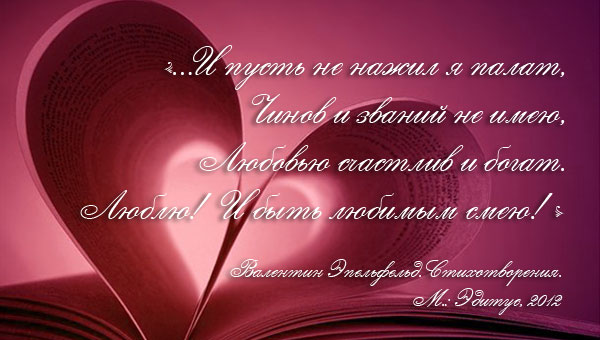 «...И пусть не нажил я палат,
Чинов и званий не имею,
Любовью счастлив и богат.
Люблю! И быть любимым смею!»
Валентин Эпельфельд. Стихотворения.
М.: Эдитус, 2012